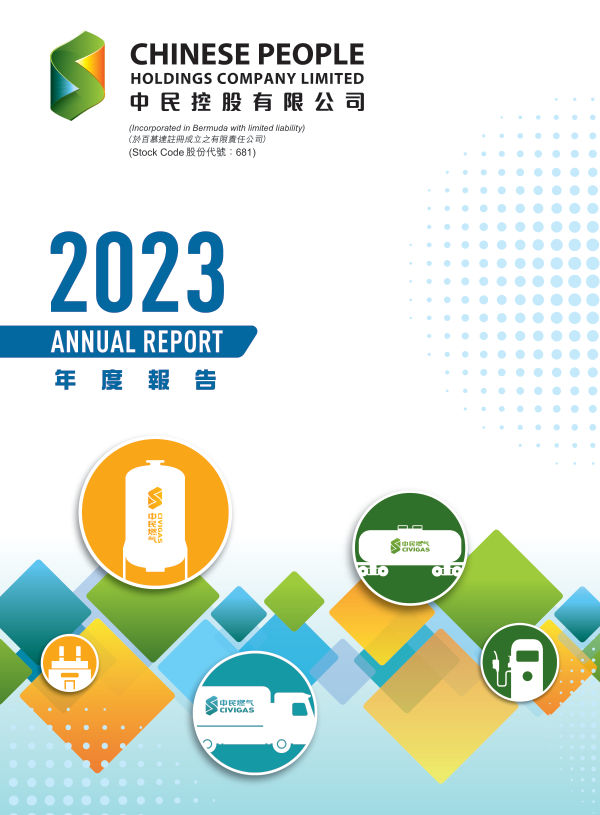 CHINESE PEOPLE
HOLDINGS COMPANY LIMITED
中民控股有限公司
(Incorporated in Bermuda with limited liability)
(於百慕達註冊成立之有限責任公司)
(Stock Code 股份代號：681)
2023
ANNUAL REPORT
年度報告
中民燃气
CIVIGAS
中民燃气
CIVIGAS
中民燃气
CIVIGAS